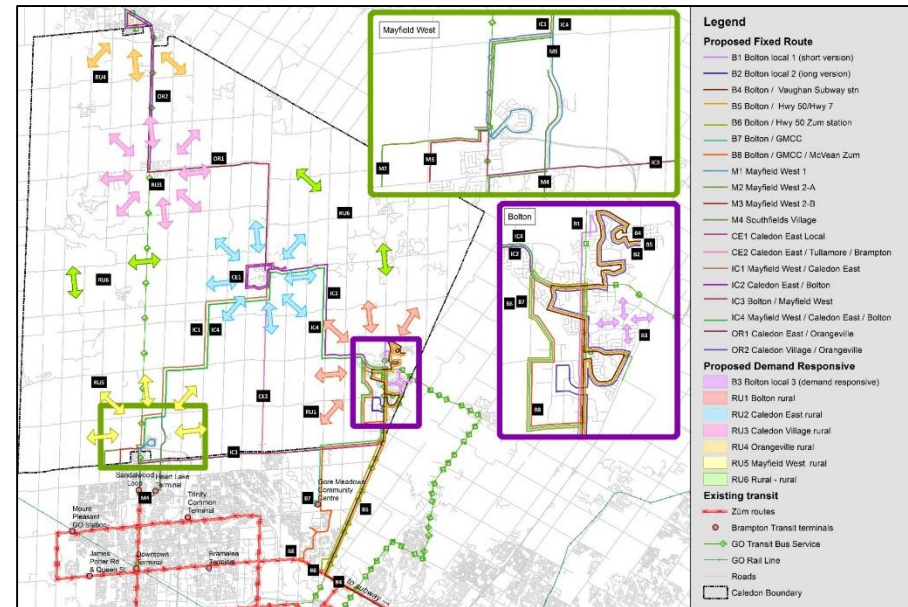 RU4
OR2
OR1
RU3
RU6
RU6
CE1
IC2
IC1
IC4
IC4
CE2
RU5
RU1
IC3
Sandalwood
Loop
Heart Lake
Terminal
M4
Trinity
Common
Terminal
Mount
Pleasant
GO Station
James
Potter Rd
& Queen St
Downtown
Terminal
Bramalea
Terminal
Gore Meadows
Community
Centre
B7
B5
B8
B6
B4
to subway
Mayfield West
IC1
IC4
M1
M2
M3
IC3
M4
Bolton
B1
B4
B5
B2
IC4
IC2
B6
B7
B3
B8
Legend
Proposed Fixed Route
B1 Bolton local 1 (short version)
B2 Bolton local 2 (long version)
B4 Bolton / Vaughan Subway stn
B5 Bolton / Hwy 50/Hwy 7
B6 Bolton / Hwy 50 Zum station
B7 Bolton / GMCC
B8 Bolton / GMCC / McVean Zum
M1 Mayfield West 1
M2 Mayfield West 2-A
M3 Mayfield West 2-B
M4 Southfields Village
CE1 Caledon East Local
CE2 Caledon East / Tullamore / Brampton
IC1 Mayfield West / Caledon East
IC2 Caledon East / Bolton
IC3 Bolton / Mayfield West
IC4 Mayfield West / Caledon East / Bolton
OR1 Caledon East / Orangeville
OR2 Caledon Village / Orangeville
Proposed Demand Responsive
B3 Bolton local 3 (demand responsive)
RU1 Bolton rural
RU2 Caledon East rural
RU3 Caledon Village rural
RU4 Orangeville rural
RU5 Mayfield West rural
RU6 Rural - rural
Existing transit
Züm routes
Brampton Transit terminals
GO Transit Bus Service
GO Rail Line
Roads
Caledon Boundary